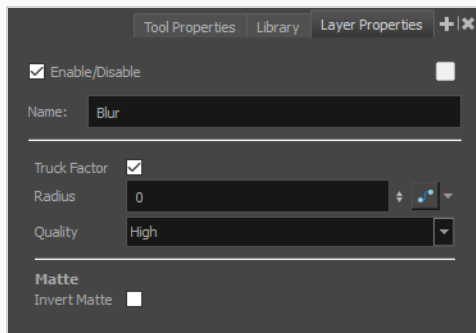 Tool Properties Library Layer Properties
Enable/Disable
Name: Blur
Truck Factor
Radius 0
Quality High
Matte
Invert Matte